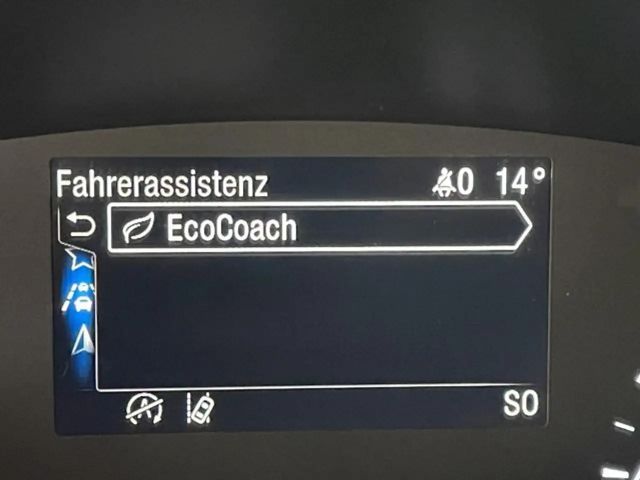 Fahrerassistenz 0 14°
EcoCoach
SO